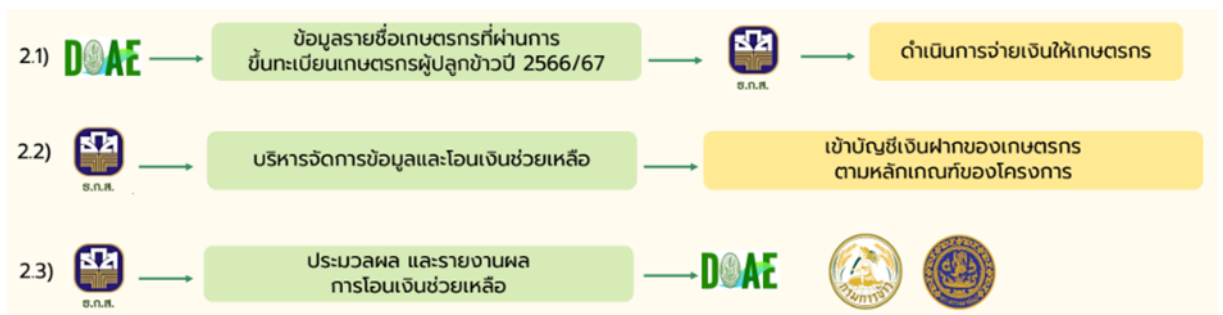 2.1)
DOAE
ข้อมูลรายชื่อเกษตรกรที่ผ่านการ
ขึ้นทะเบียนเกษตรกรผู้ปลูกข้าวปี 2566/67
ธ.ก.ส.
ดำเนินการจ่ายเงินให้เกษตรกร
2.2)
ธ.ก.ส.
บริหารจัดการข้อมูลและโอนเงินช่วยเหลือ
เข้าบัญชีเงินฝากของเกษตรกร
ตามหลักเกณฑ์ของโครงการ
2.3)
ธ.ก.ส.
ประมวลผล และรายงานผล
การโอนเงินช่วยเหลือ
DOAE
กรมการข้าว